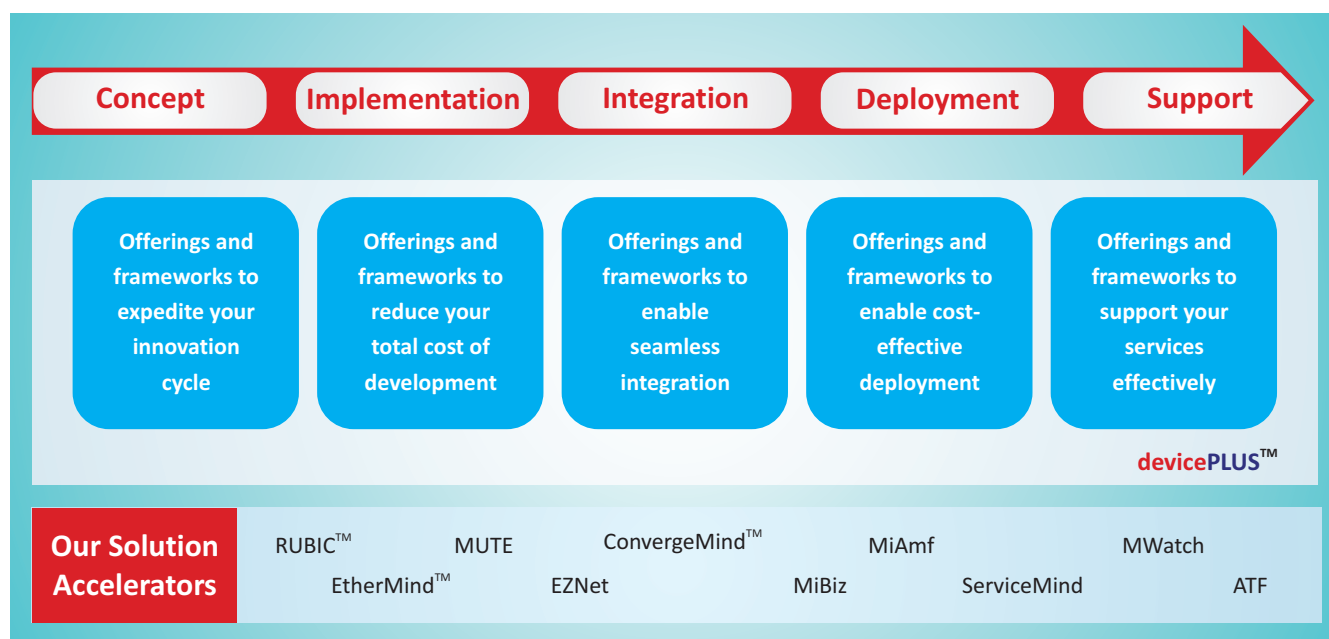 Concept
Implementation
Integration
Deployment
Support
Offerings and
frameworks to
expedite your
innovation
cycle
Offerings and
frameworks to
reduce your
total cost of
development
Offerings and
frameworks to
enable
seamless
integration
Offerings and
frameworks to
enable cost-
effective
deployment
Offerings and
frameworks to
support your
services
effectively
devicePLUS™
Our Solution
Accelerators
RUBIC™ MUTE ConvergeMind™ MiAmf MWatch
EtherMind™ EZNet MiBiz ServiceMind ATF